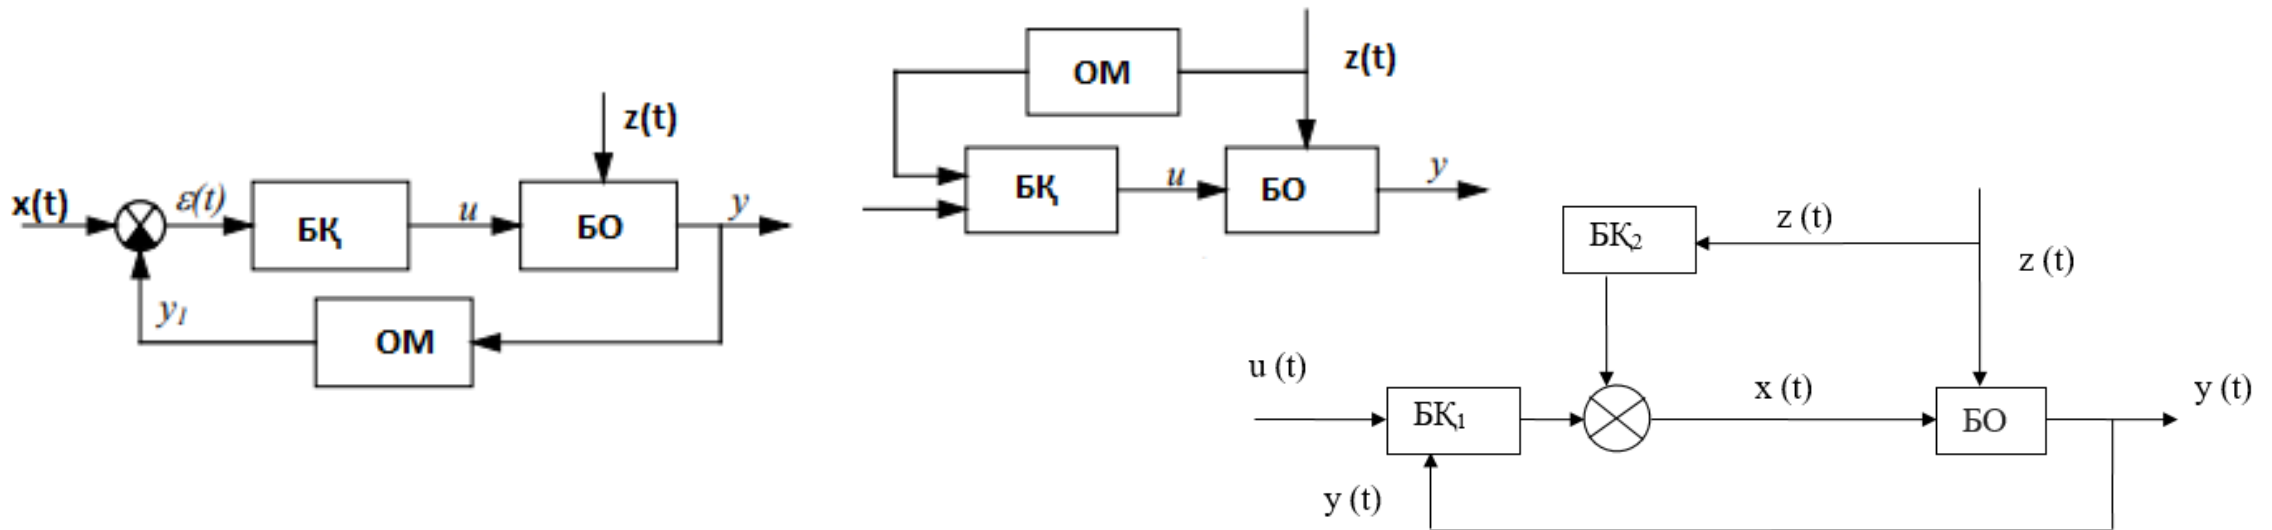 x(t)
ε(t)
БҚ
u
z(t)
БО
y
y1
ОМ
ОМ
z(t)
БҚ
u
БО
y
БҚ2
z (t)
z (t)
u (t)
БҚ1
x (t)
БО
y (t)
y (t)